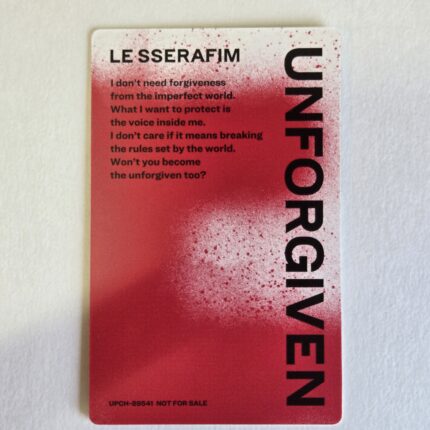 LE SSERAFIM
I don't need forgiveness
from the imperfect world.
What I want to protect is
the voice inside me.
I don't care if it means breaking
the rules set by the world.
Won't you become
the unforgiven too?
UNFORGIVEN
UPCH-89541 NOT FOR SALE